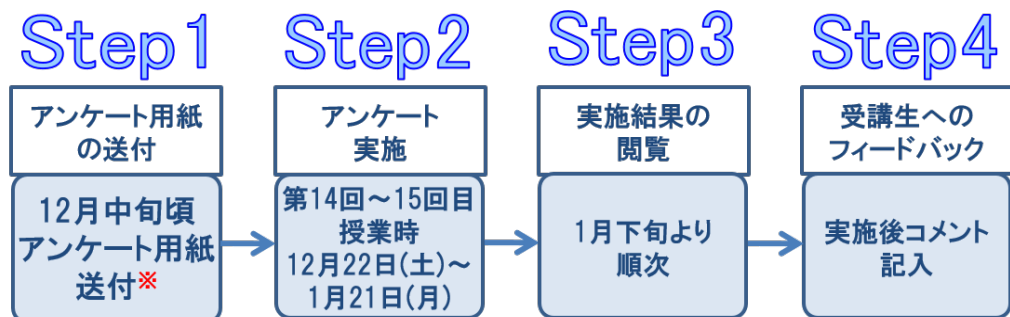 Step1
アンケート用紙
の送付
12月中旬頃
アンケート用紙
送付※
Step2
アンケート
実施
第14回～15回目
授業時
12月22日(土)～
1月21日(月)
Step3
実施結果の
閲覧
1月下旬より
順次
Step4
受講生への
フィードバック
実施後コメント
記入